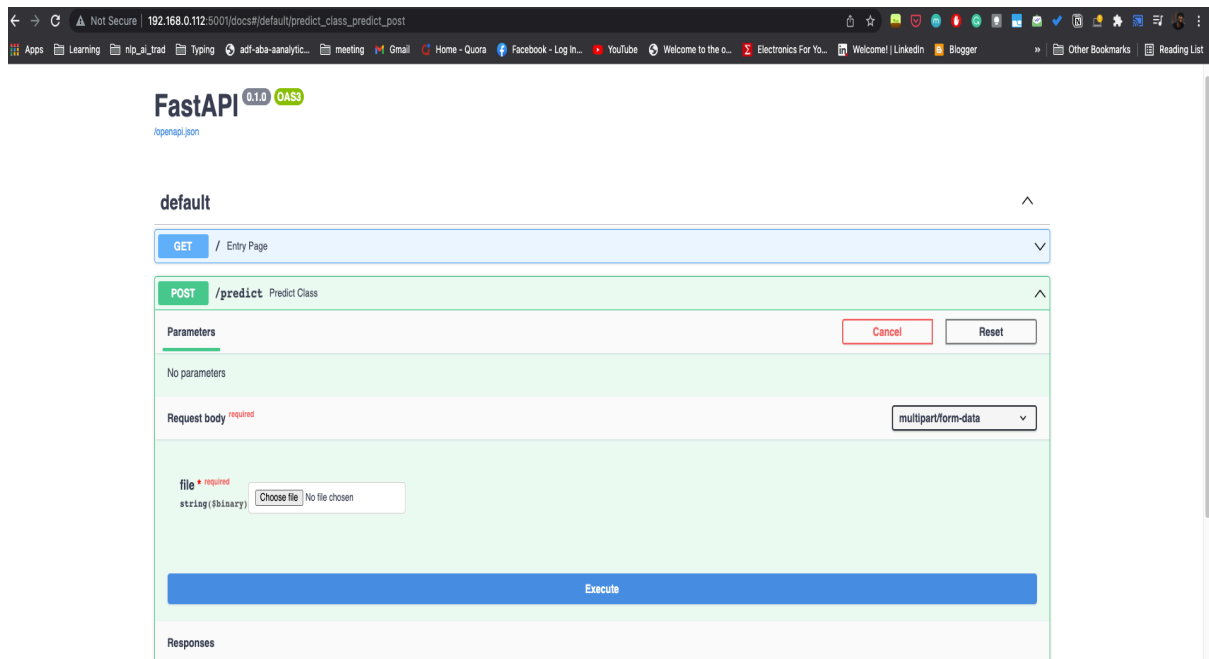 Not Secure | 192.168.0.112:5001/docs#/default/predict_class_predict_post
Apps Learning nlp_ai_trad Typing adf-aba-aanalytic... meeting Gmail Home - Quora Facebook - Log In... YouTube Welcome to the o... Electronics For Yo... Welcome! | LinkedIn Blogger » Other Bookmarks Reading List
FastAPI 0.1.0 OAS3
/openapi.json
default
GET / Entry Page
POST /predict Predict Class
Parameters Cancel Reset
No parameters
Request body required multipart/form-data
file * required
string($binary) Choose file No file chosen
Execute
Responses